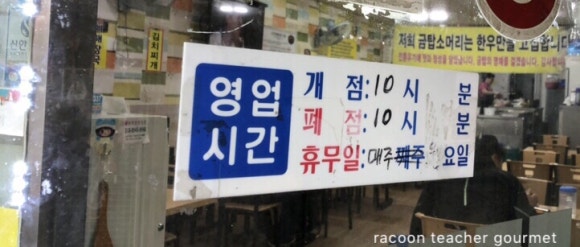 저희 금탑소머리는 한우만을 고집합니다
김치찌개
영업
시간
개 점: 10 시 분
폐 점: 10 시 분
휴무일: 매주 요일
racoon teacher gourmet